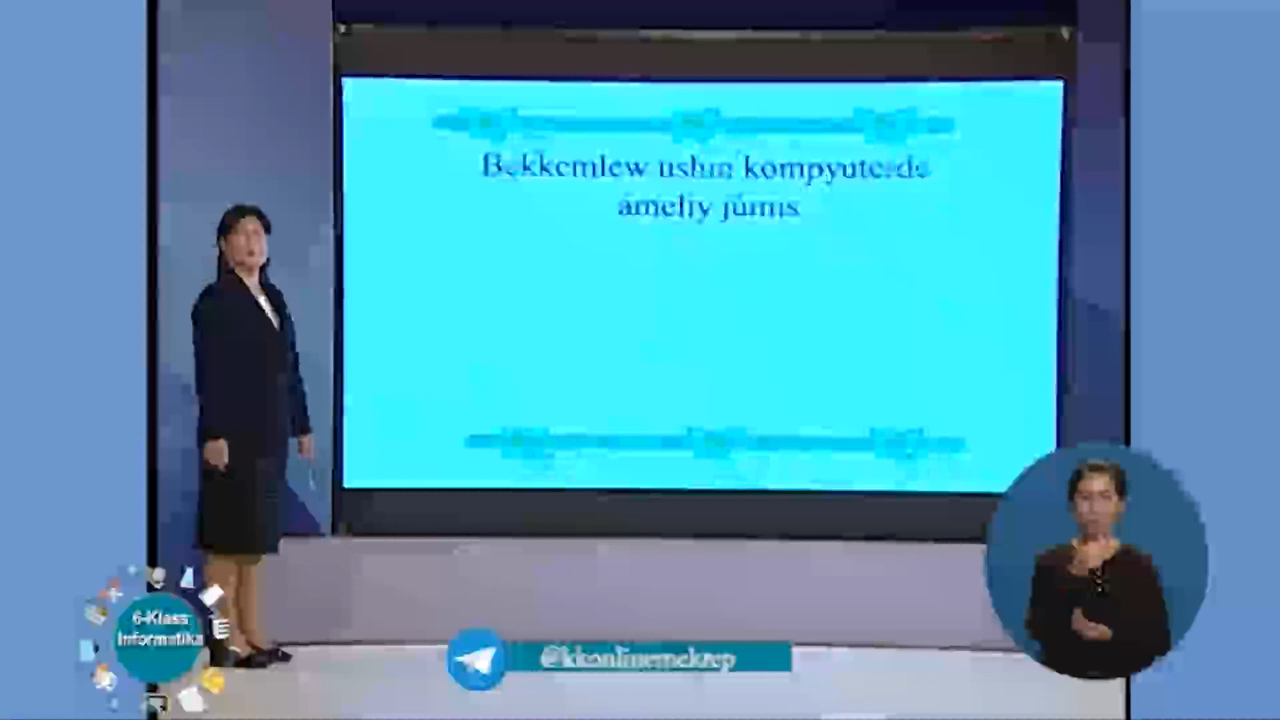 Bekkemlew ushın kompyuterde
ámeliy jumıs
6-Klass
Informatika
@kkonlinemektep